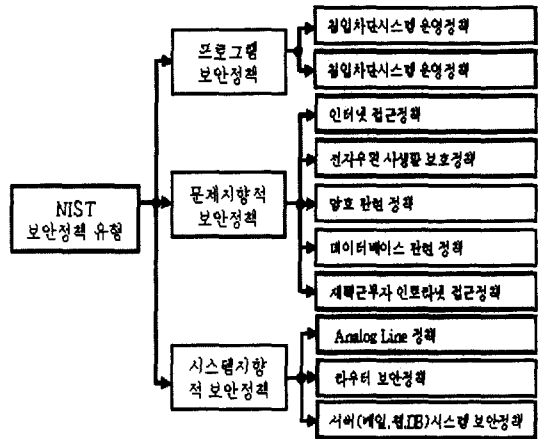 NIST
보안정책 유형
프로그램
보안정책
침입차단시스템 운영정책
침입차단시스템 운영정책
문제지향적
보안정책
인터넷 접근정책
전자우편 사생활 보호정책
암호 관련 정책
데이터베이스 관련 정책
재택근무자 인트라넷 접근정책
시스템지향
적 보안정책
Analog Line 정책
라우터 보안정책
서버(메일,웹,DB)시스템 보안정책